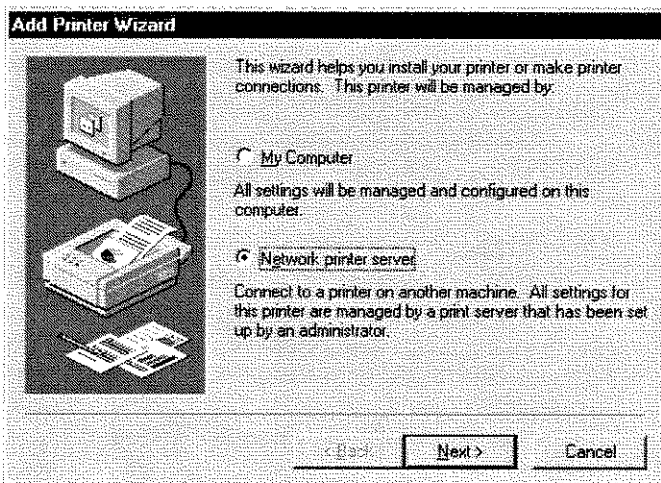 Add Printer Wizard
This wizard helps you install your printer or make printer
connections. This printer will be managed by:
My Computer
All settings will be managed and configured on this
computer.
Network printer server
Connect to a printer on another machine. All settings for
this printer are managed by a print server that has been set
up by an administrator.
< Back
Next >
Cancel